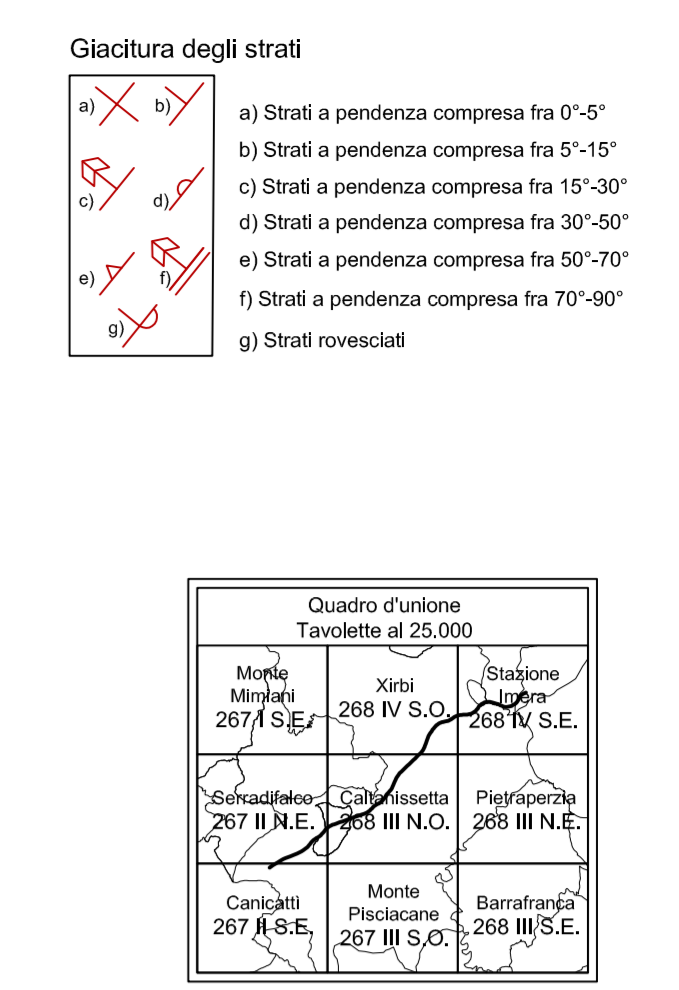 Giacitura degli strati
a) b)
c) d)
e) f)
g)
a) Strati a pendenza compresa fra 0°-5°
b) Strati a pendenza compresa fra 5°-15°
c) Strati a pendenza compresa fra 15°-30°
d) Strati a pendenza compresa fra 30°-50°
e) Strati a pendenza compresa fra 50°-70°
f) Strati a pendenza compresa fra 70°-90°
g) Strati rovesciati
Quadro d'unione
Tavolette al 25.000
Monte
Mimiani
267 I S.E.
Xirbi
268 IV S.O.
Stazione
Imera
268 IV S.E.
Serradifalco
267 II N.E.
Caltanissetta
268 III N.O.
Pietraperzia
268 III N.E.
Canicattì
267 II S.E.
Monte
Pisciacane
267 III S.O.
Barrafranca
268 III S.E.